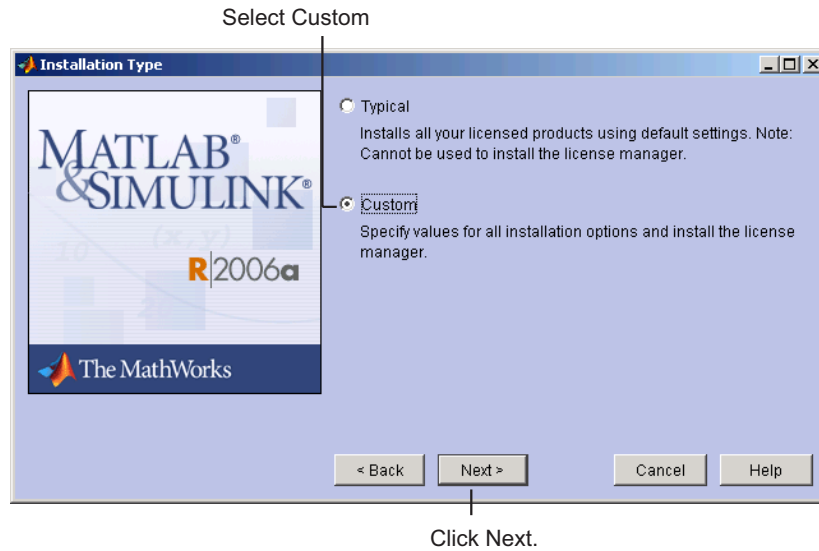 Select Custom
Installation Type
Typical
Installs all your licensed products using default settings. Note:
Cannot be used to install the license manager.
MATLAB®
&SIMULINK®
Custom
Specify values for all installation options and install the license
manager.
10
(x,y)
R2006a
The MathWorks
< Back
Next >
Cancel
Help
Click Next.